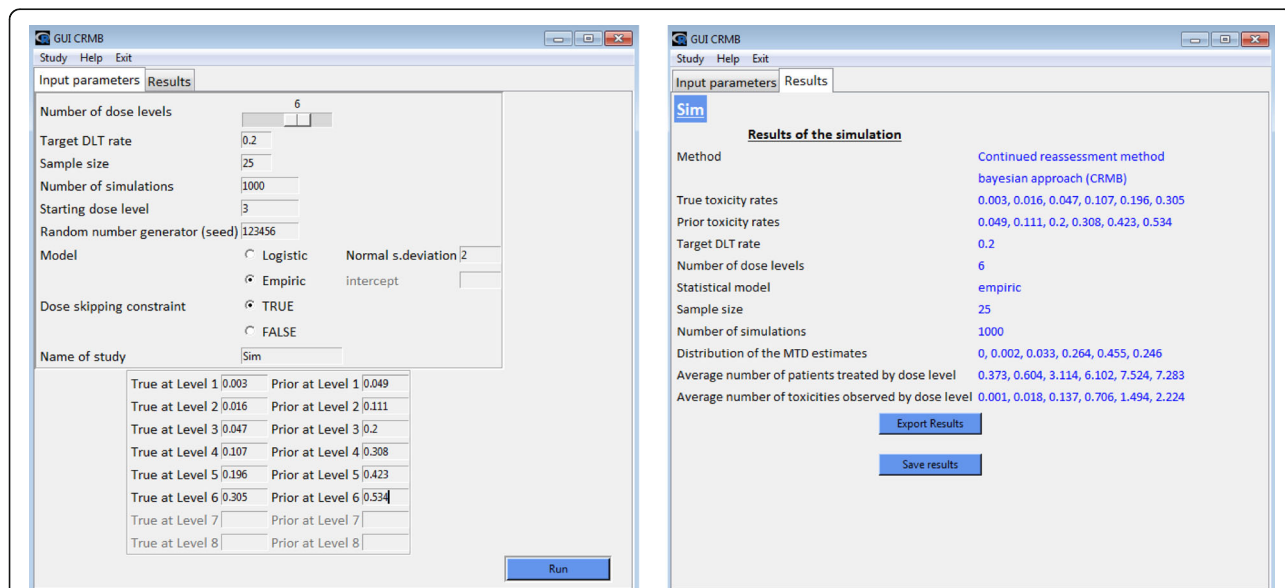 GUI CRMB
Study Help Exit
Input parameters Results
Number of dose levels 6
Target DLT rate 0.2
Sample size 25
Number of simulations 1000
Starting dose level 3
Random number generator (seed) 123456
Model Logistic Normal s.deviation 2
Empiric intercept
Dose skipping constraint TRUE
FALSE
Name of study Sim
True at Level 1 0.003 Prior at Level 1 0.049
True at Level 2 0.016 Prior at Level 2 0.111
True at Level 3 0.047 Prior at Level 3 0.2
True at Level 4 0.107 Prior at Level 4 0.308
True at Level 5 0.196 Prior at Level 5 0.423
True at Level 6 0.305 Prior at Level 6 0.534
True at Level 7 Prior at Level 7
True at Level 8 Prior at Level 8
Run
GUI CRMB
Study Help Exit
Input parameters Results
Sim
Results of the simulation
Method Continued reassessment method
bayesian approach (CRMB)
True toxicity rates 0.003, 0.016, 0.047, 0.107, 0.196, 0.305
Prior toxicity rates 0.049, 0.111, 0.2, 0.308, 0.423, 0.534
Target DLT rate 0.2
Number of dose levels 6
Statistical model empiric
Sample size 25
Number of simulations 1000
Distribution of the MTD estimates 0, 0.002, 0.033, 0.264, 0.455, 0.246
Average number of patients treated by dose level 0.373, 0.604, 3.114, 6.102, 7.524, 7.283
Average number of toxicities observed by dose level 0.001, 0.018, 0.137, 0.706, 1.494, 2.224
Export Results
Save results